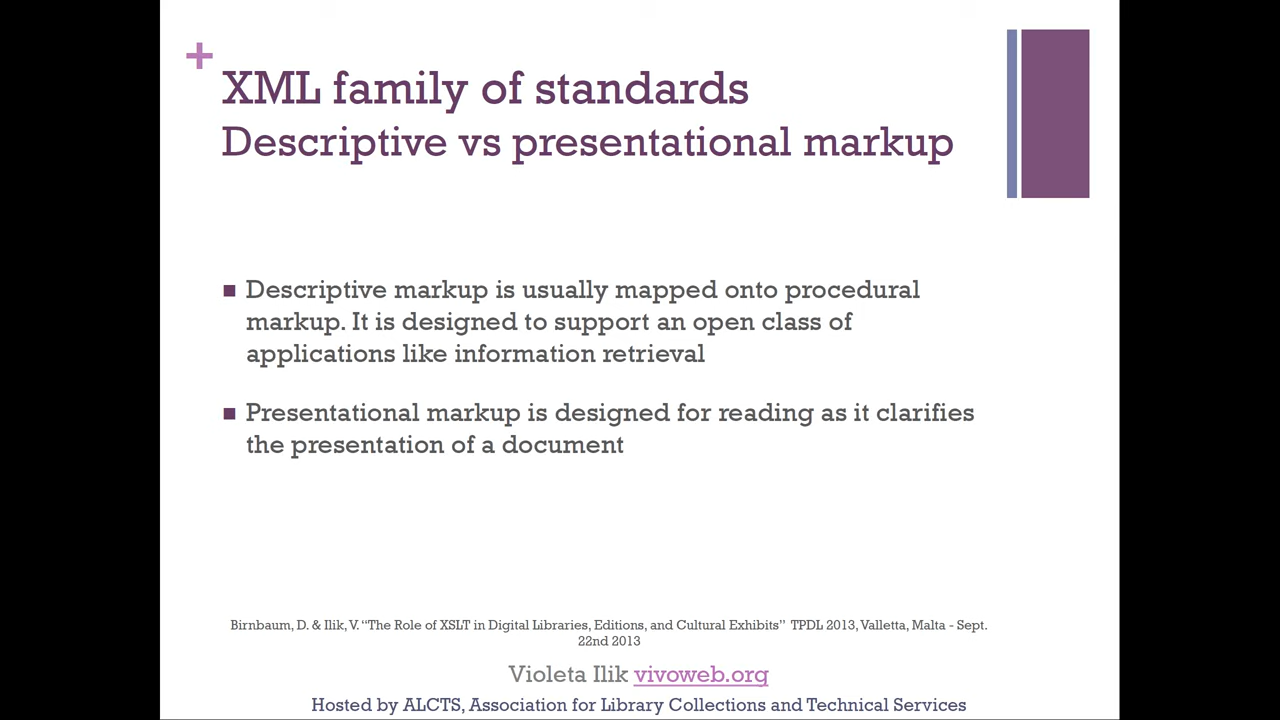 +
XML family of standards
Descriptive vs presentational markup
■ Descriptive markup is usually mapped onto procedural
markup. It is designed to support an open class of
applications like information retrieval
■ Presentational markup is designed for reading as it clarifies
the presentation of a document
Birnbaum, D. & Ilik, V. “The Role of XSLT in Digital Libraries, Editions, and Cultural Exhibits” TPDL 2013, Valletta, Malta - Sept.
22nd 2013
Violeta Ilik vivoweb.org
Hosted by ALCTS, Association for Library Collections and Technical Services